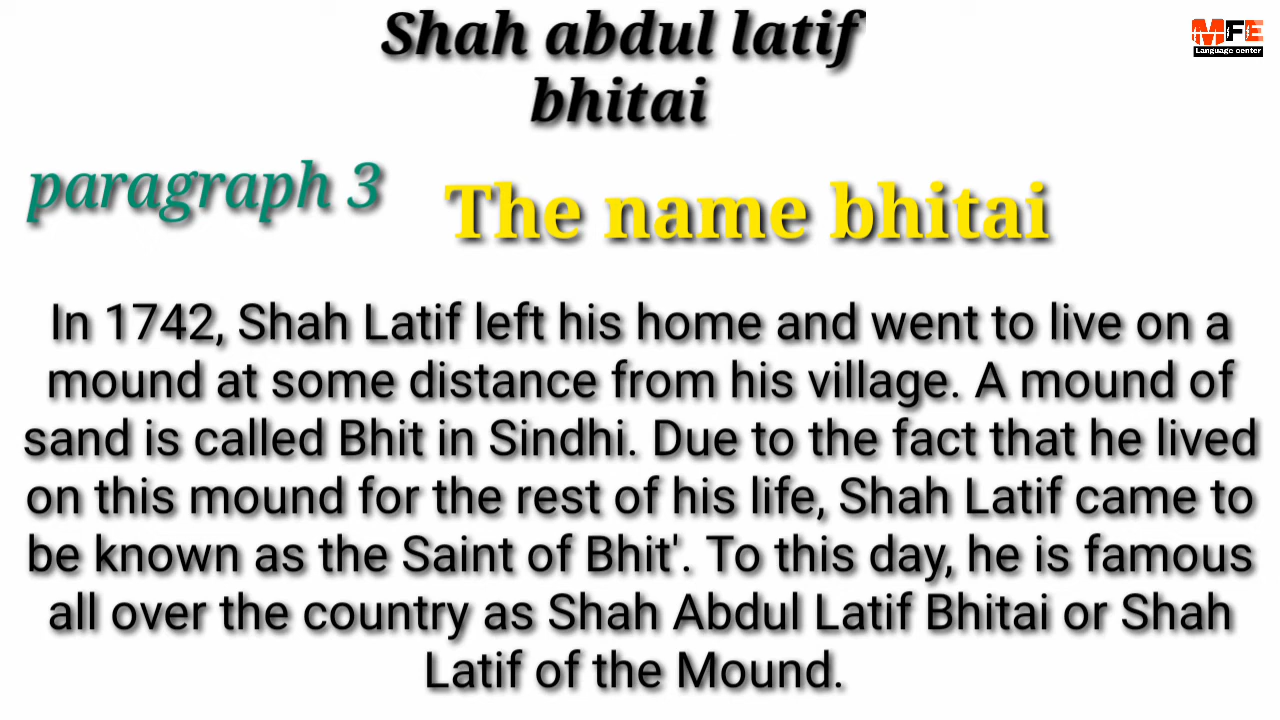 Shah abdul latif
bhitai
MFE
Language center
paragraph 3
The name bhitai
In 1742, Shah Latif left his home and went to live on a
mound at some distance from his village. A mound of
sand is called Bhit in Sindhi. Due to the fact that he lived
on this mound for the rest of his life, Shah Latif came to
be known as the Saint of Bhit'. To this day, he is famous
all over the country as Shah Abdul Latif Bhitai or Shah
Latif of the Mound.